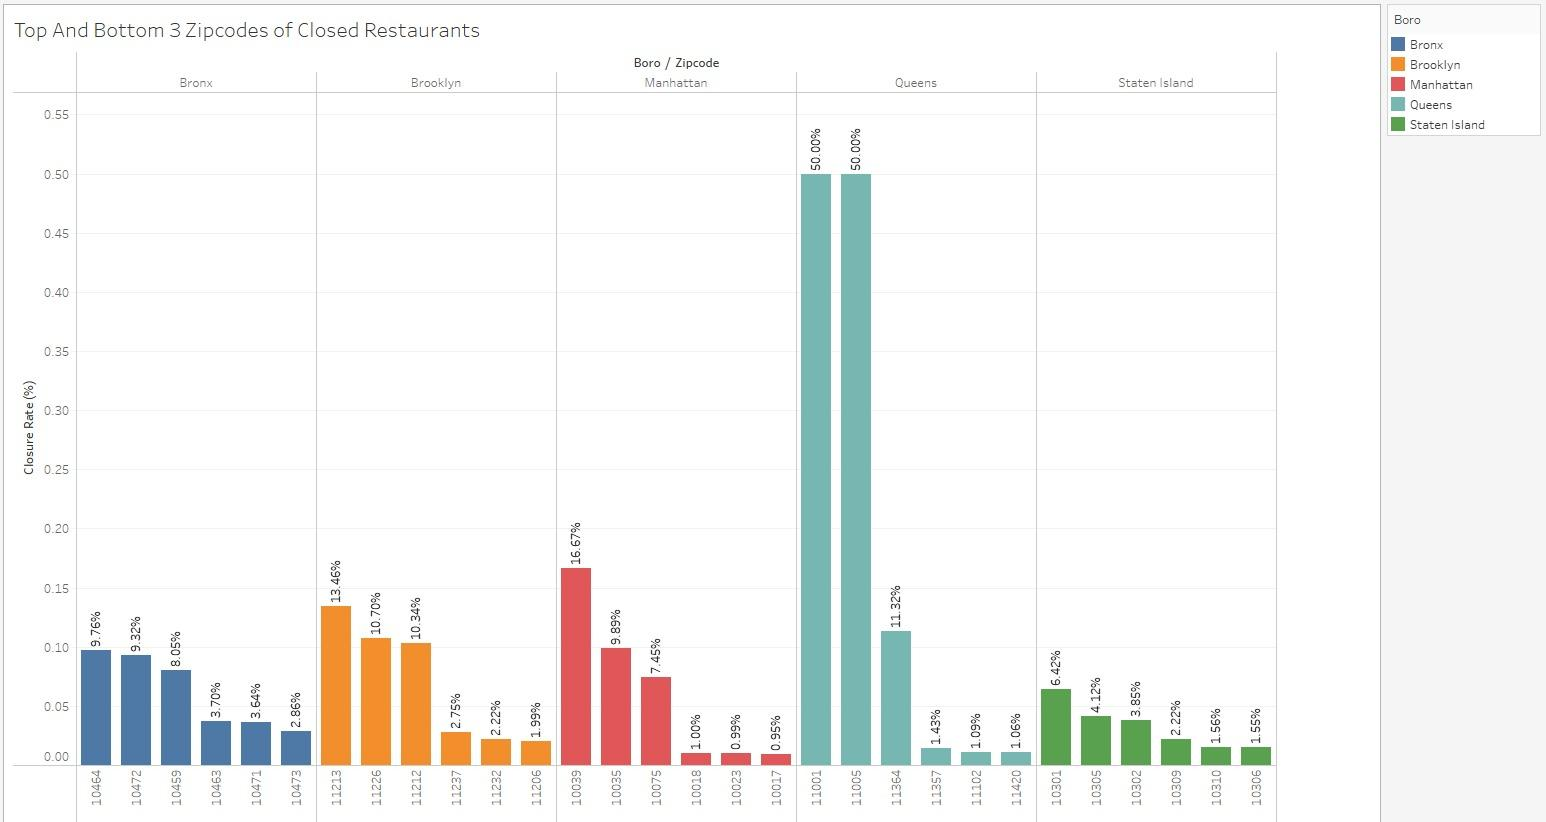 Top And Bottom 3 Zipcodes of Closed Restaurants
Boro / Zipcode
Bronx Brooklyn Manhattan Queens Staten Island
0.55
0.50
0.45
0.40
0.35
0.30
0.25
0.20
0.15
0.10
0.05
0.00
Closure Rate (%)
9.76% 9.32% 8.05% 3.70% 3.64% 2.86% 13.46% 10.70% 10.34% 2.75% 2.22% 1.99% 16.67% 9.89% 7.45% 1.00% 0.99% 0.95% 50.00% 50.00% 11.32% 1.43% 1.09% 1.06% 6.42% 4.12% 3.85% 2.22% 1.56% 1.55%
10464 10472 10459 10463 10471 10473 11213 11226 11212 11237 11232 11206 10039 10035 10075 10018 10023 10017 11001 11005 11364 11357 11102 11420 10301 10305 10302 10309 10310 10306
Boro
Bronx
Brooklyn
Manhattan
Queens
Staten Island